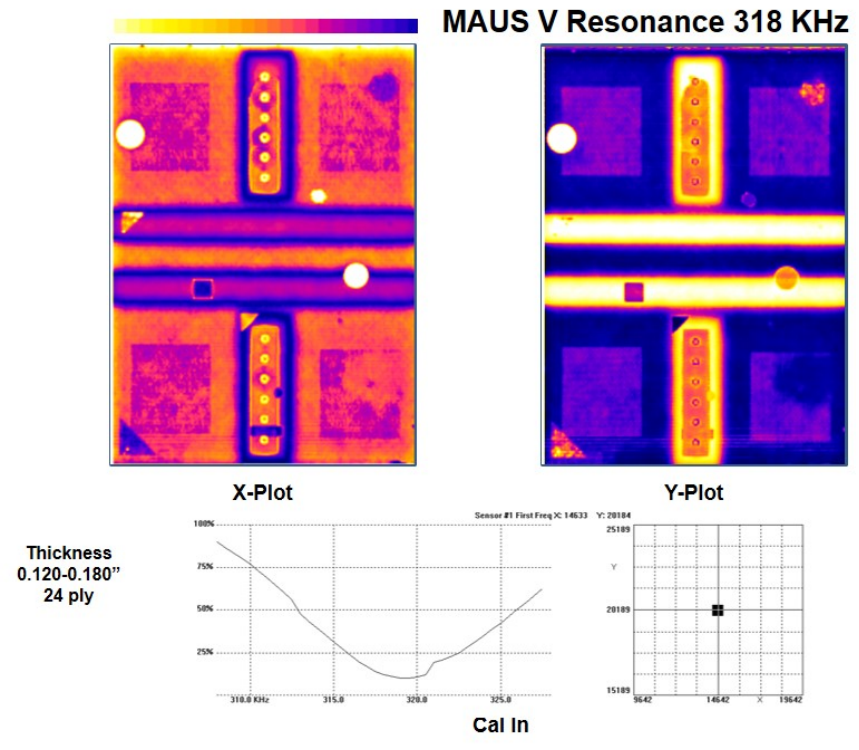 MAUS V Resonance 318 KHz
X-Plot
Y-Plot
Thickness
0.120-0.180”
24 ply
Sensor #1 First Freq X: 14633 Y: 20184
100%
75%
50%
25%
310.0 KHz 315.0 320.0 325.0
25189
Y
20189
15189
9642 14642 X 19642
Cal In